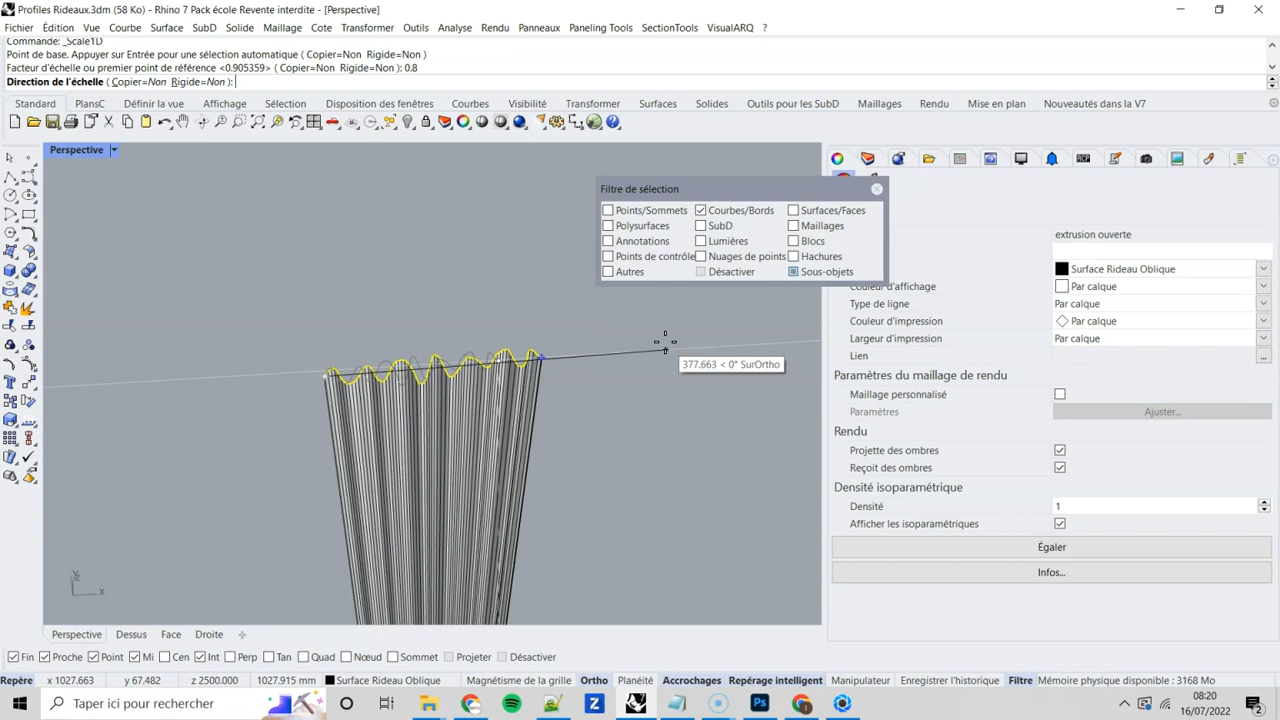 Profiles Rideaux.3dm (58 Ko) - Rhino 7 Pack école Revente interdite - [Perspective]
Fichier Edition Vue Courbe Surface SubD Solide Maillage Cote Transformer Outils Analyse Rendu Panneaux Paneling Tools SectionTools VisualARQ ?
Commande: _Scale1D
Point de base. Appuyer sur Entrée pour une sélection automatique ( Copier=Non Rigide=Non )
Facteur d'échelle ou premier point de référence <0.905359> ( Copier=Non Rigide=Non ): 0.8
Direction de l'échelle ( Copier=Non Rigide=Non ):
Standard PlansC Définir la vue Affichage Sélection Disposition des fenêtres Courbes Visibilité Transformer Surfaces Solides Outils pour les SubD Maillages Rendu Mise en plan Nouveautés dans la V7
Perspective
Filtre de sélection
Points/Sommets Courbes/Bords Surfaces/Faces
Polysurfaces SubD Maillages
Annotations Lumières Blocs
Points de contrôle Nuages de points Hachures
Autres Désactiver Sous-objets
extrusion ouverte
Surface Rideau Oblique
Couleur d'affichage Par calque
Type de ligne Par calque
Couleur d'impression Par calque
Largeur d'impression Par calque
Lien ...
Paramètres du maillage de rendu
Maillage personnalisé
Paramètres Ajuster...
Rendu
Projette des ombres
Reçoit des ombres
Densité isoparamétrique
Densité 1
Afficher les isoparamétriques
Égaler
Infos...
377.663 < 0° SurOrtho
x
Perspective Dessus Face Droite
Fin Proche Point Mi Cen Int Perp Tan Quad Nœud Sommet Projeter Désactiver
Repère x 1027.663 y 67.482 z 2500.000 1027.915 mm Surface Rideau Oblique Magnétisme de la grille Ortho Planéité Accrochages Repérage intelligent Manipulateur Enregistrer l'historique Filtre Mémoire physique disponible : 3168 Mo
Taper ici pour rechercher
08:20
16/07/2022